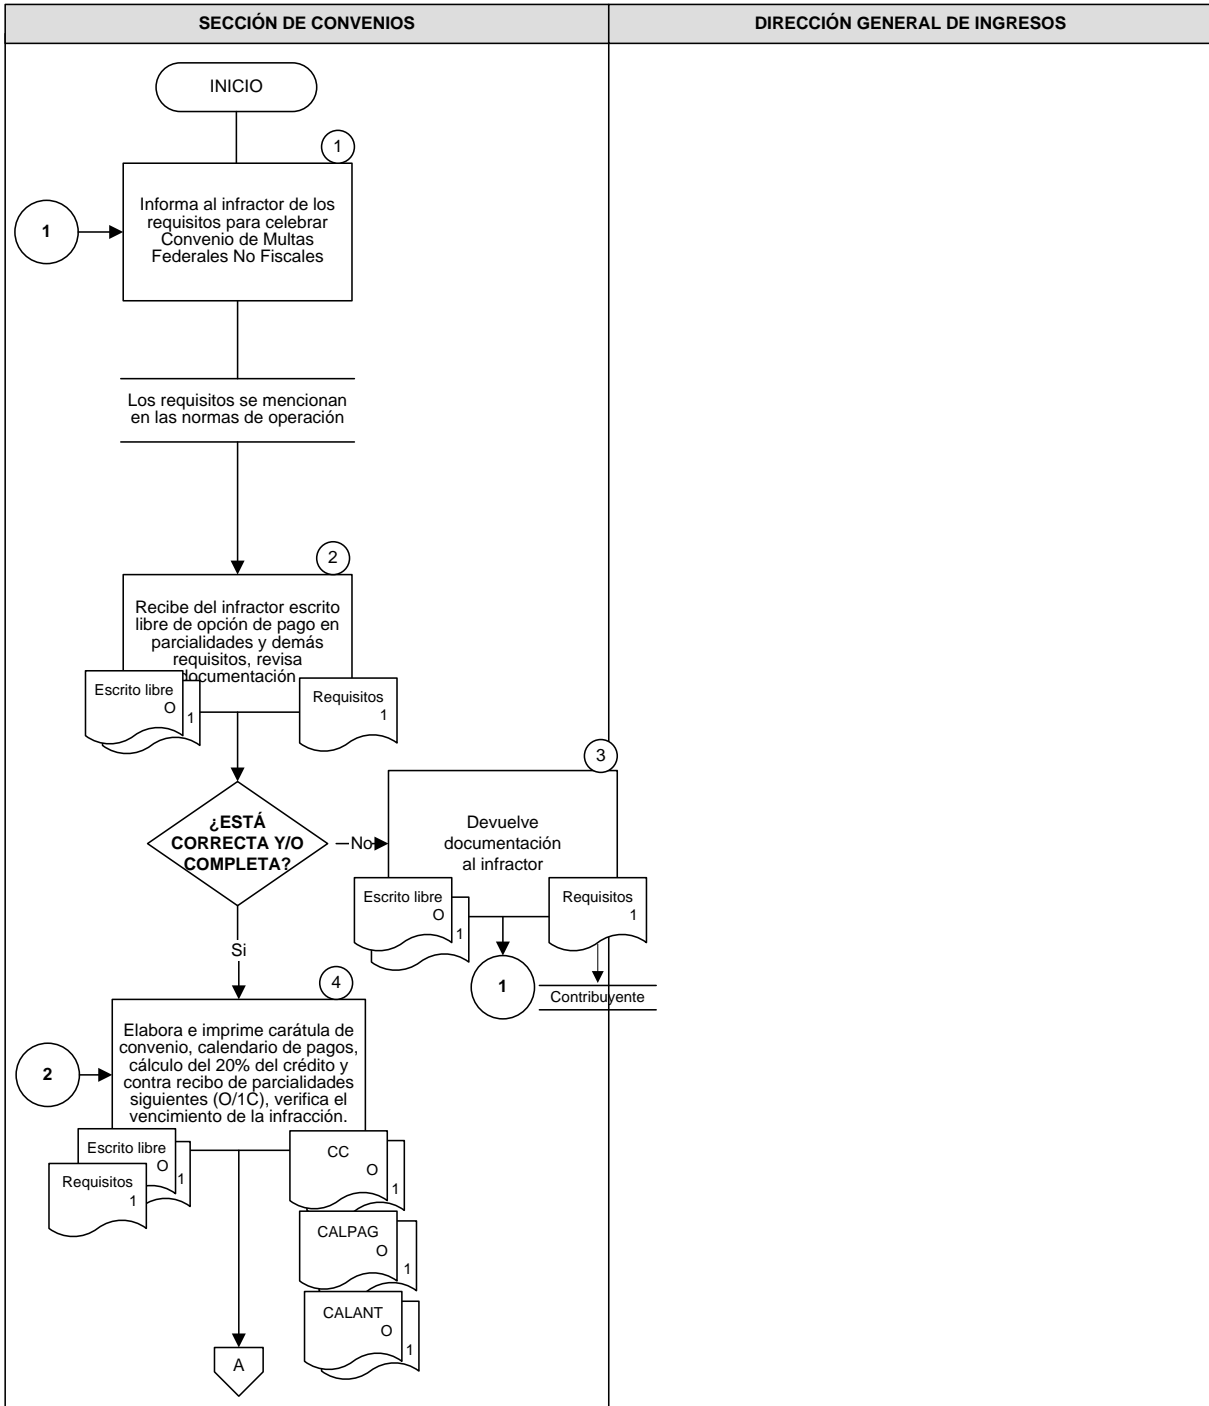 SECCIÓN DE CONVENIOS
DIRECCIÓN GENERAL DE INGRESOS
INICIO
1
Informa al infractor de los
requisitos para celebrar
Convenio de Multas
Federales No Fiscales
1
Los requisitos se mencionan
en las normas de operación
2
Recibe del infractor escrito
libre de opción de pago en
parcialidades y demás
requisitos, revisa
documentación
Escrito libre
O
1
Requisitos
1
¿ESTÁ
CORRECTA Y/O
COMPLETA?
No
3
Devuelve
documentación
al infractor
Escrito libre
O
1
Requisitos
1
1
Contribuyente
Si
4
Elabora e imprime carátula de
convenio, calendario de pagos,
cálculo del 20% del crédito y
contra recibo de parcialidades
siguientes (O/1C), verifica el
vencimiento de la infracción.
2
Escrito libre
O
1
Requisitos
1
CC
O
1
CALPAG
O
1
CALANT
O
1
A